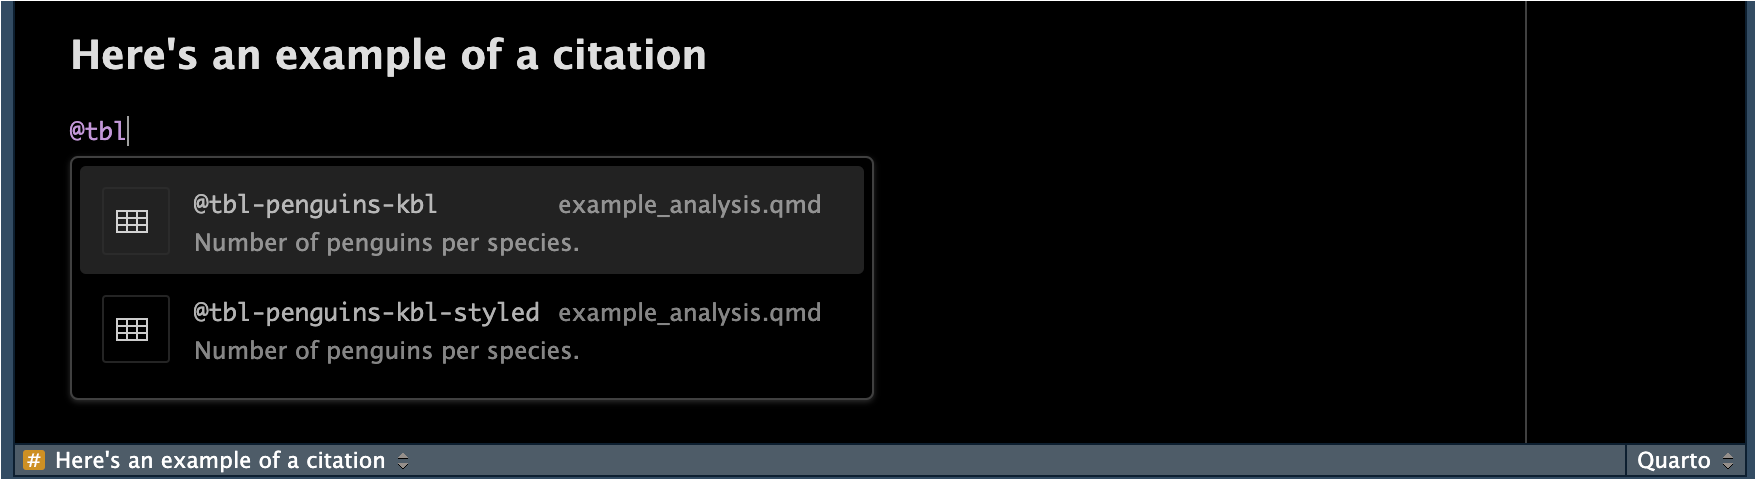 Here's an example of a citation
@tbl
@tbl-penguins-kbl example_analysis.qmd
Number of penguins per species.
@tbl-penguins-kbl-styled example_analysis.qmd
Number of penguins per species.
# Here's an example of a citation Quarto